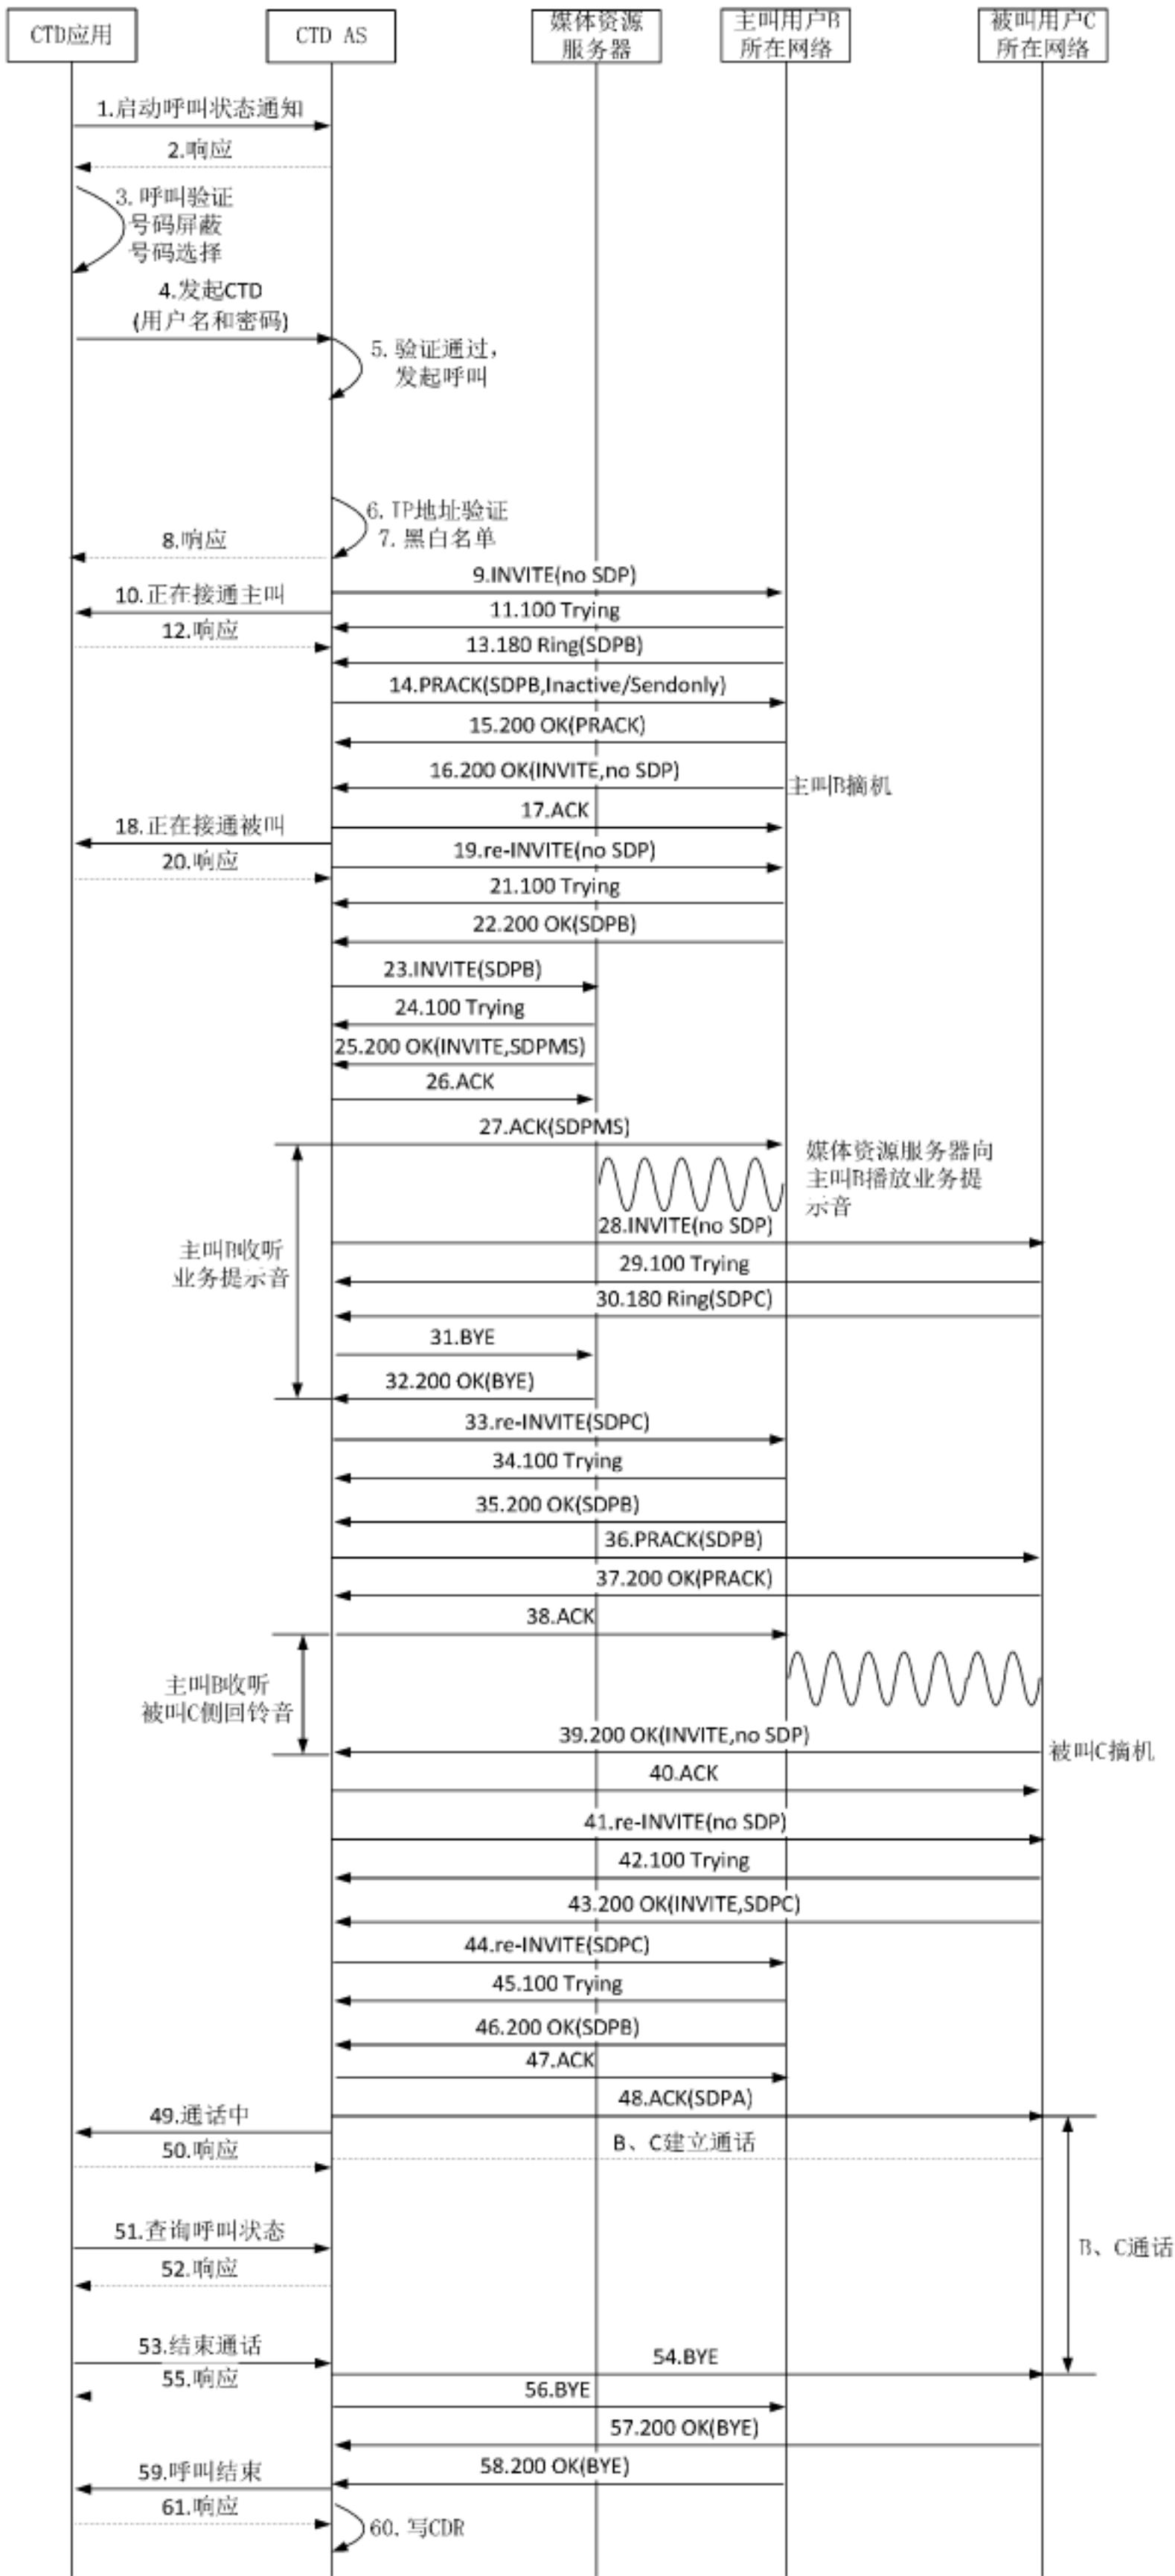 CTD应用
CTD AS
媒体资源
服务器
主叫用户B
所在网络
被叫用户C
所在网络
1.启动呼叫状态通知
2.响应
3.呼叫验证
号码屏蔽
号码选择
4.发起CTD
(用户名和密码)
5.验证通过，
发起呼叫
6.IP地址验证
7.黑白名单
8.响应
9.INVITE(no SDP)
10.正在接通主叫
11.100 Trying
12.响应
13.180 Ring(SDPB)
14.PRACK(SDPB,Inactive/Sendonly)
15.200 OK(PRACK)
16.200 OK(INVITE,no SDP)
主叫B摘机
17.ACK
18.正在接通被叫
19.re-INVITE(no SDP)
20.响应
21.100 Trying
22.200 OK(SDPB)
23.INVITE(SDPB)
24.100 Trying
25.200 OK(INVITE,SDPMS)
26.ACK
27.ACK(SDPMS)
媒体资源服务器向
主叫B播放业务提
示音
28.INVITE(no SDP)
主叫B收听
业务提示音
29.100 Trying
30.180 Ring(SDPC)
31.BYE
32.200 OK(BYE)
33.re-INVITE(SDPC)
34.100 Trying
35.200 OK(SDPB)
36.PRACK(SDPB)
37.200 OK(PRACK)
38.ACK
主叫B收听
被叫C侧回铃音
39.200 OK(INVITE,no SDP)
被叫C摘机
40.ACK
41.re-INVITE(no SDP)
42.100 Trying
43.200 OK(INVITE,SDPC)
44.re-INVITE(SDPC)
45.100 Trying
46.200 OK(SDPB)
47.ACK
48.ACK(SDPA)
49.通话中
B、C建立通话
50.响应
51.查询呼叫状态
B、C通话
52.响应
53.结束通话
54.BYE
55.响应
56.BYE
57.200 OK(BYE)
58.200 OK(BYE)
59.呼叫结束
61.响应
60.写CDR